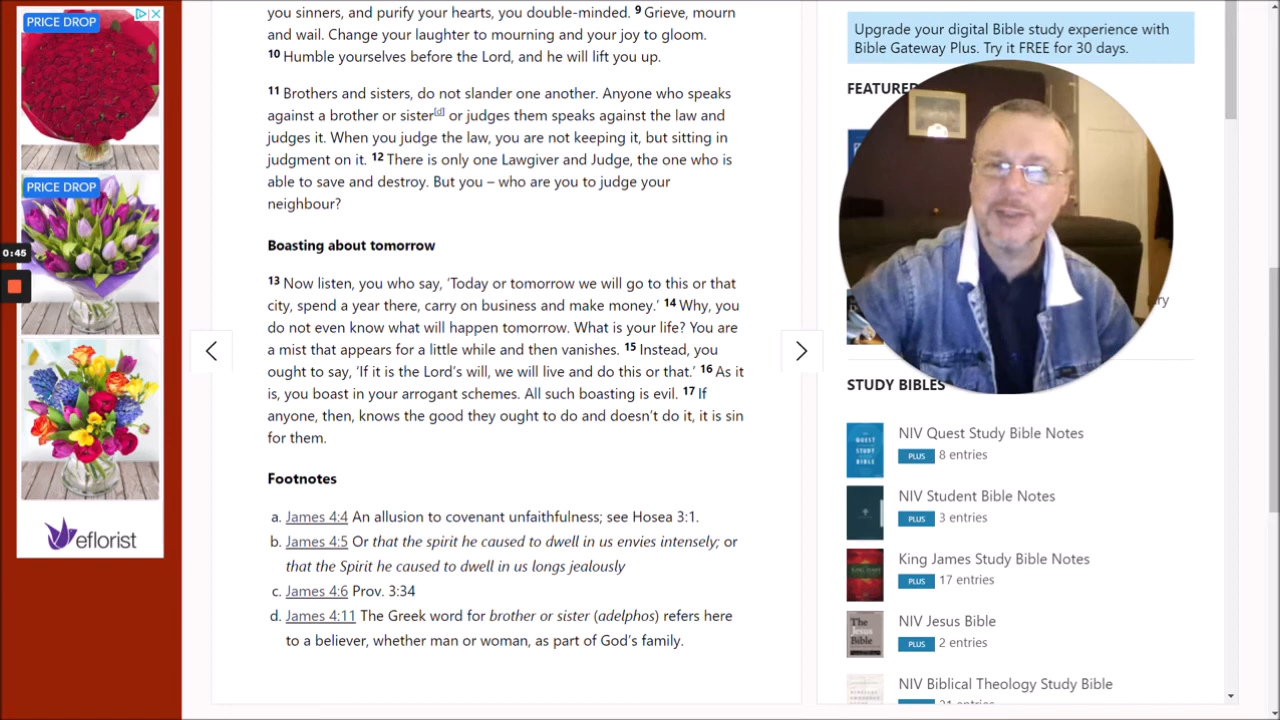 PRICE DROP
PRICE DROP
eflorist
0:45
you sinners, and purify your hearts, you double-minded. 9 Grieve, mourn
and wail. Change your laughter to mourning and your joy to gloom.
10 Humble yourselves before the Lord, and he will lift you up.
11 Brothers and sisters, do not slander one another. Anyone who speaks
against a brother or sister[d] or judges them speaks against the law and
judges it. When you judge the law, you are not keeping it, but sitting in
judgment on it. 12 There is only one Lawgiver and Judge, the one who is
able to save and destroy. But you – who are you to judge your
neighbour?
Boasting about tomorrow
13 Now listen, you who say, ‘Today or tomorrow we will go to this or that
city, spend a year there, carry on business and make money.’ 14 Why, you
do not even know what will happen tomorrow. What is your life? You are
a mist that appears for a little while and then vanishes. 15 Instead, you
ought to say, ‘If it is the Lord’s will, we will live and do this or that.’ 16 As it
is, you boast in your arrogant schemes. All such boasting is evil. 17 If
anyone, then, knows the good they ought to do and doesn’t do it, it is sin
for them.
Footnotes
a. James 4:4 An allusion to covenant unfaithfulness; see Hosea 3:1.
b. James 4:5 Or that the spirit he caused to dwell in us envies intensely; or
that the Spirit he caused to dwell in us longs jealously
c. James 4:6 Prov. 3:34
d. James 4:11 The Greek word for brother or sister (adelphos) refers here
to a believer, whether man or woman, as part of God’s family.
Upgrade your digital Bible study experience with
Bible Gateway Plus. Try it FREE for 30 days.
FEATURED
STUDY BIBLES
QUEST
STUDY
BIBLE
NIV Quest Study Bible Notes
PLUS 8 entries
NIV Student Bible Notes
PLUS 3 entries
King James Study Bible Notes
PLUS 17 entries
The
Jesus
Bible
NIV Jesus Bible
PLUS 2 entries
NIV Biblical Theology Study Bible
PLUS 21 entries